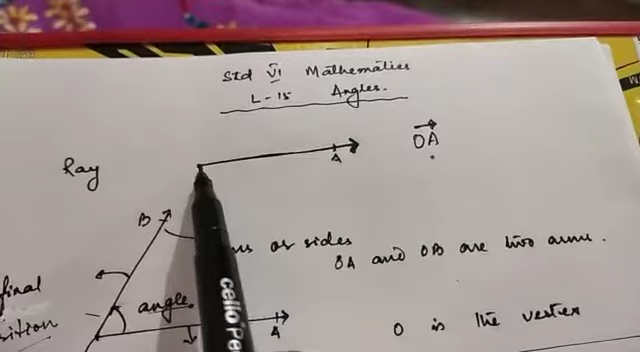 Std VI Mathematics
L-15 Angles.
Ray
A
OA
B
or sides
OA and OB are two arms.
final
angle
A
O is the vertex
cello